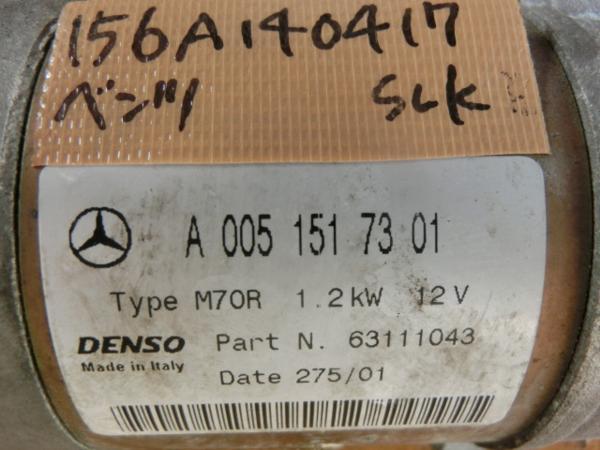 156A140417
ベンツ SLK
A 005 151 73 01
Type M70R 1.2kW 12V
DENSO Part N. 63111043
Made in Italy
Date 275/01